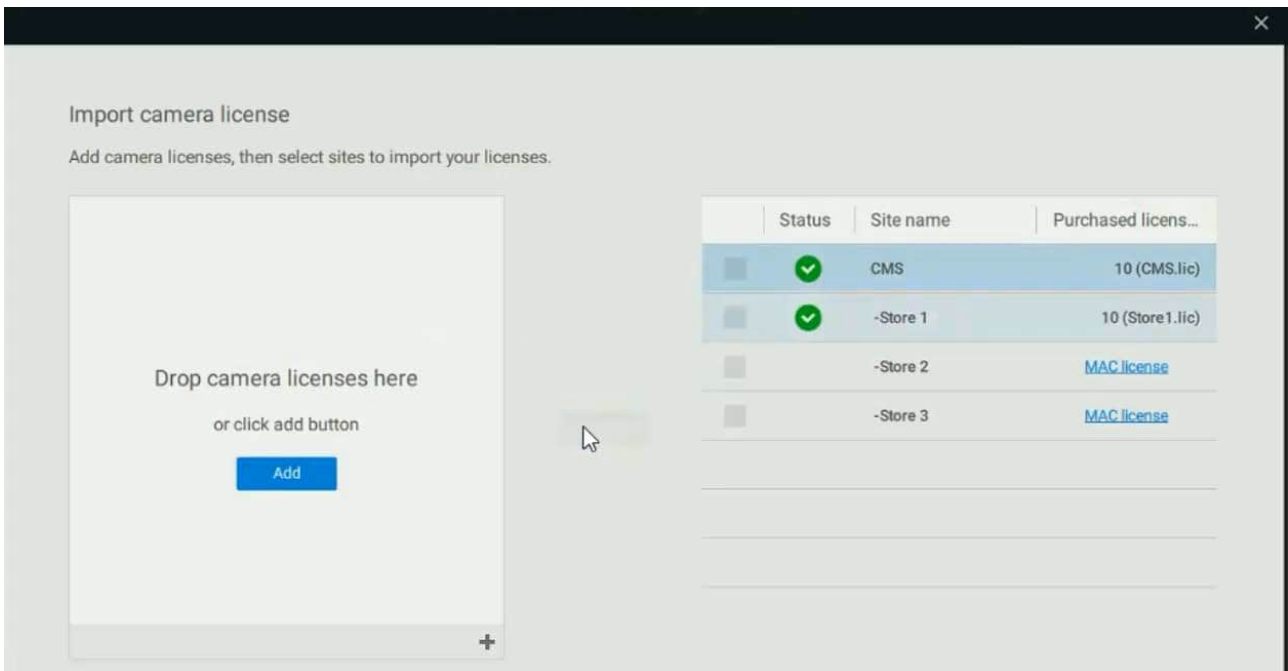 Import camera license
Add camera licenses, then select sites to import your licenses.
Drop camera licenses here
or click add button
Add
Status Site name Purchased licens...
CMS 10 (CMS.lic)
-Store 1 10 (Store1.lic)
-Store 2 MAC license
-Store 3 MAC license